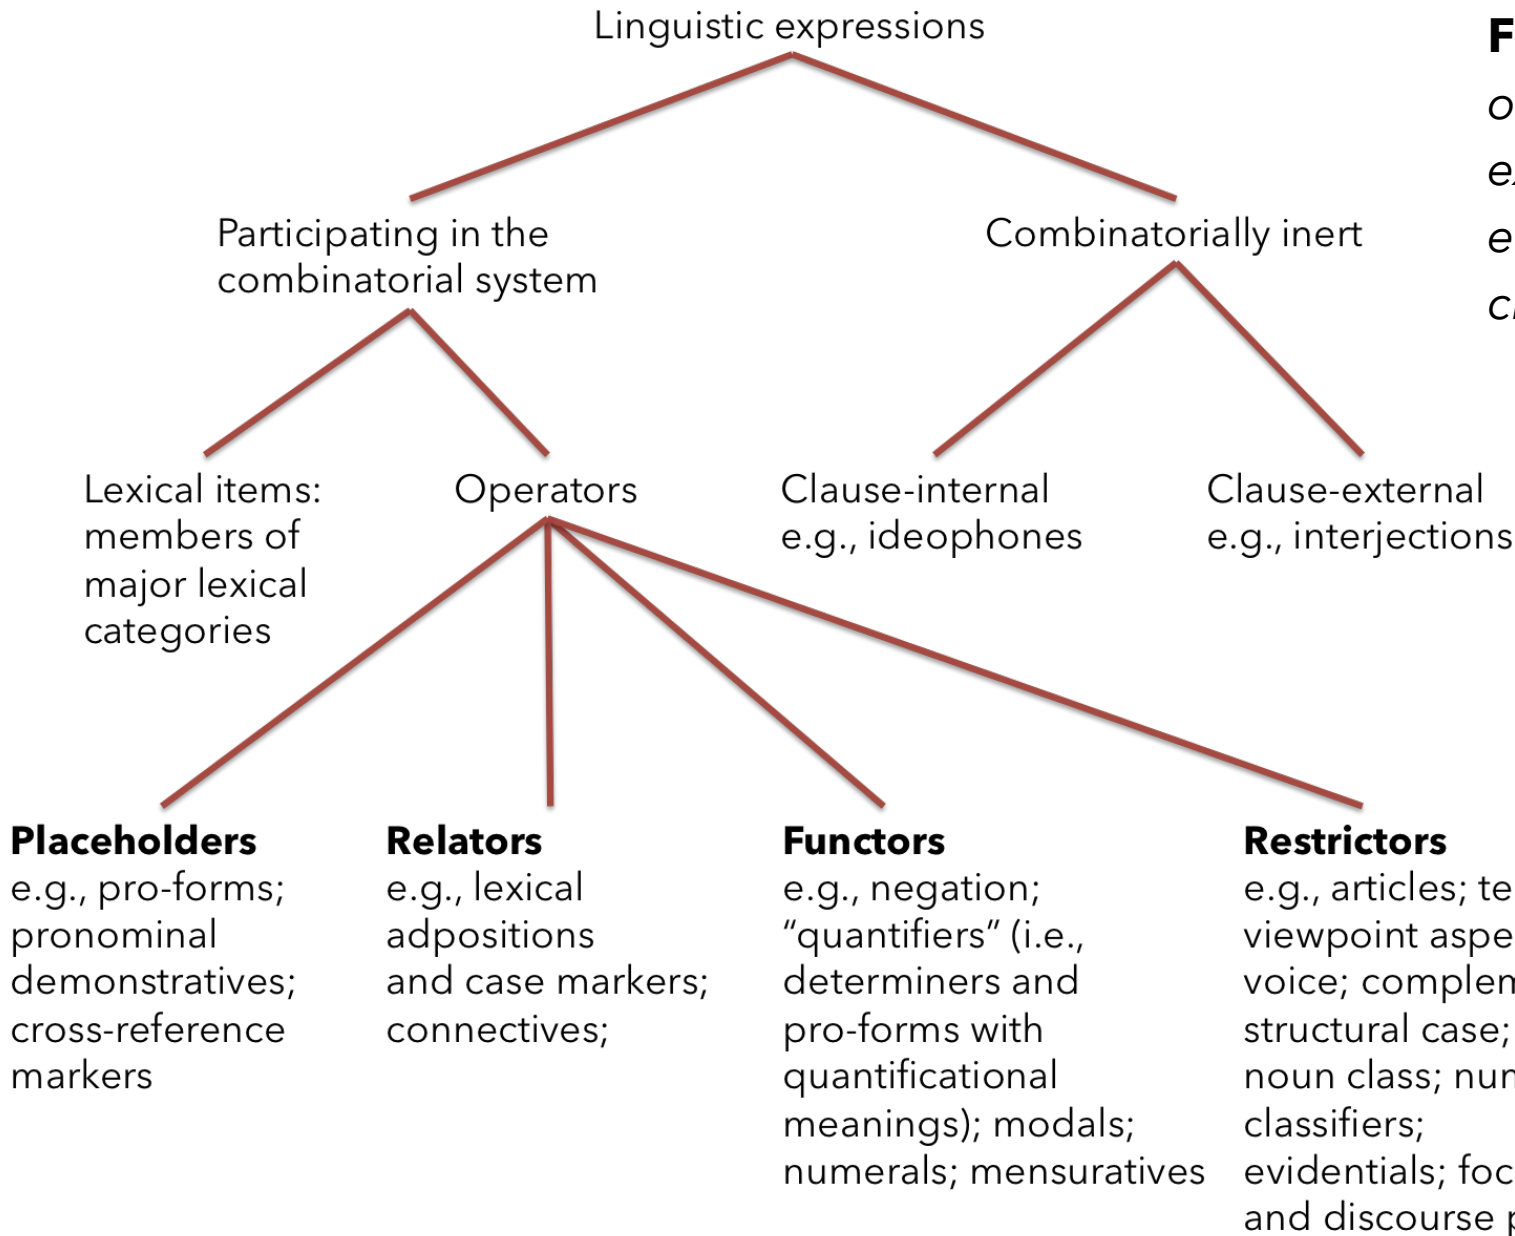 Linguistic expressions
Participating in the
combinatorial system
Combinatorially inert
Lexical items:
members of
major lexical
categories
Operators
Clause-internal
e.g., ideophones
Clause-external
e.g., interjections
Placeholders
e.g., pro-forms;
pronominal
demonstratives;
cross-reference
markers
Relators
e.g., lexical
adpositions
and case markers;
connectives;
Functors
e.g., negation;
“quantifiers” (i.e.,
determiners and
pro-forms with
quantificational
meanings); modals;
numerals; mensuratives
Restrictors
e.g., articles;
viewpoint
voice;
structural case;
noun class;
classifiers;
evidentials;
and discourse